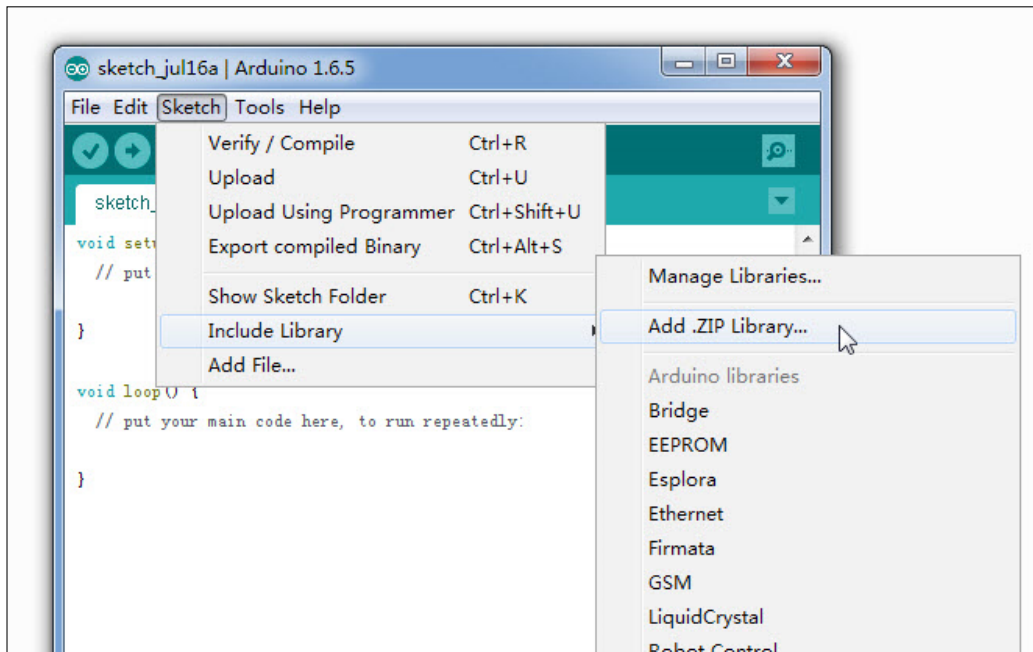 sketch_jul16a | Arduino 1.6.5
File Edit Sketch Tools Help
Verify / Compile Ctrl+R
Upload Ctrl+U
sketch_
Upload Using Programmer Ctrl+Shift+U
void setu
Export compiled Binary Ctrl+Alt+S
// put
Manage Libraries...
Show Sketch Folder Ctrl+K
}
Include Library
Add .ZIP Library...
Add File...
Arduino libraries
void loop() {
Bridge
// put your main code here, to run repeatedly:
EEPROM
}
Esplora
Ethernet
Firmata
GSM
LiquidCrystal
Robot Control